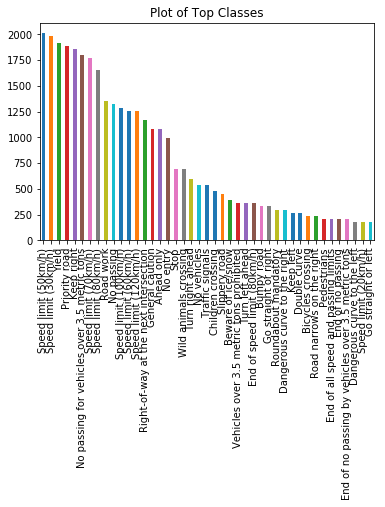 Plot of Top Classes
2000
1750
1500
1250
1000
750
500
250
0
Speed limit (50km/h)
Speed limit (30km/h)
Yield
Priority road
Keep right
No passing for vehicles over 3.5 metric tons
Speed limit (70km/h)
Speed limit (80km/h)
Road work
No passing
Speed limit (100km/h)
Speed limit (60km/h)
Speed limit (120km/h)
Right-of-way at the next intersection
General caution
Ahead only
No entry
Stop
Wild animals crossing
Turn right ahead
No vehicles
Traffic signals
Children crossing
Slippery road
Beware of ice/snow
Vehicles over 3.5 metric tons prohibited
Turn left ahead
End of speed limit (80km/h)
Bumpy road
Go straight or right
Roundabout mandatory
Dangerous curve to the right
Keep left
Double curve
Bicycles crossing
Road narrows on the right
Pedestrians
End of all speed and passing limits
End of no passing
End of no passing by vehicles over 3.5 metric tons
Dangerous curve to the left
Speed limit (20km/h)
Go straight or left